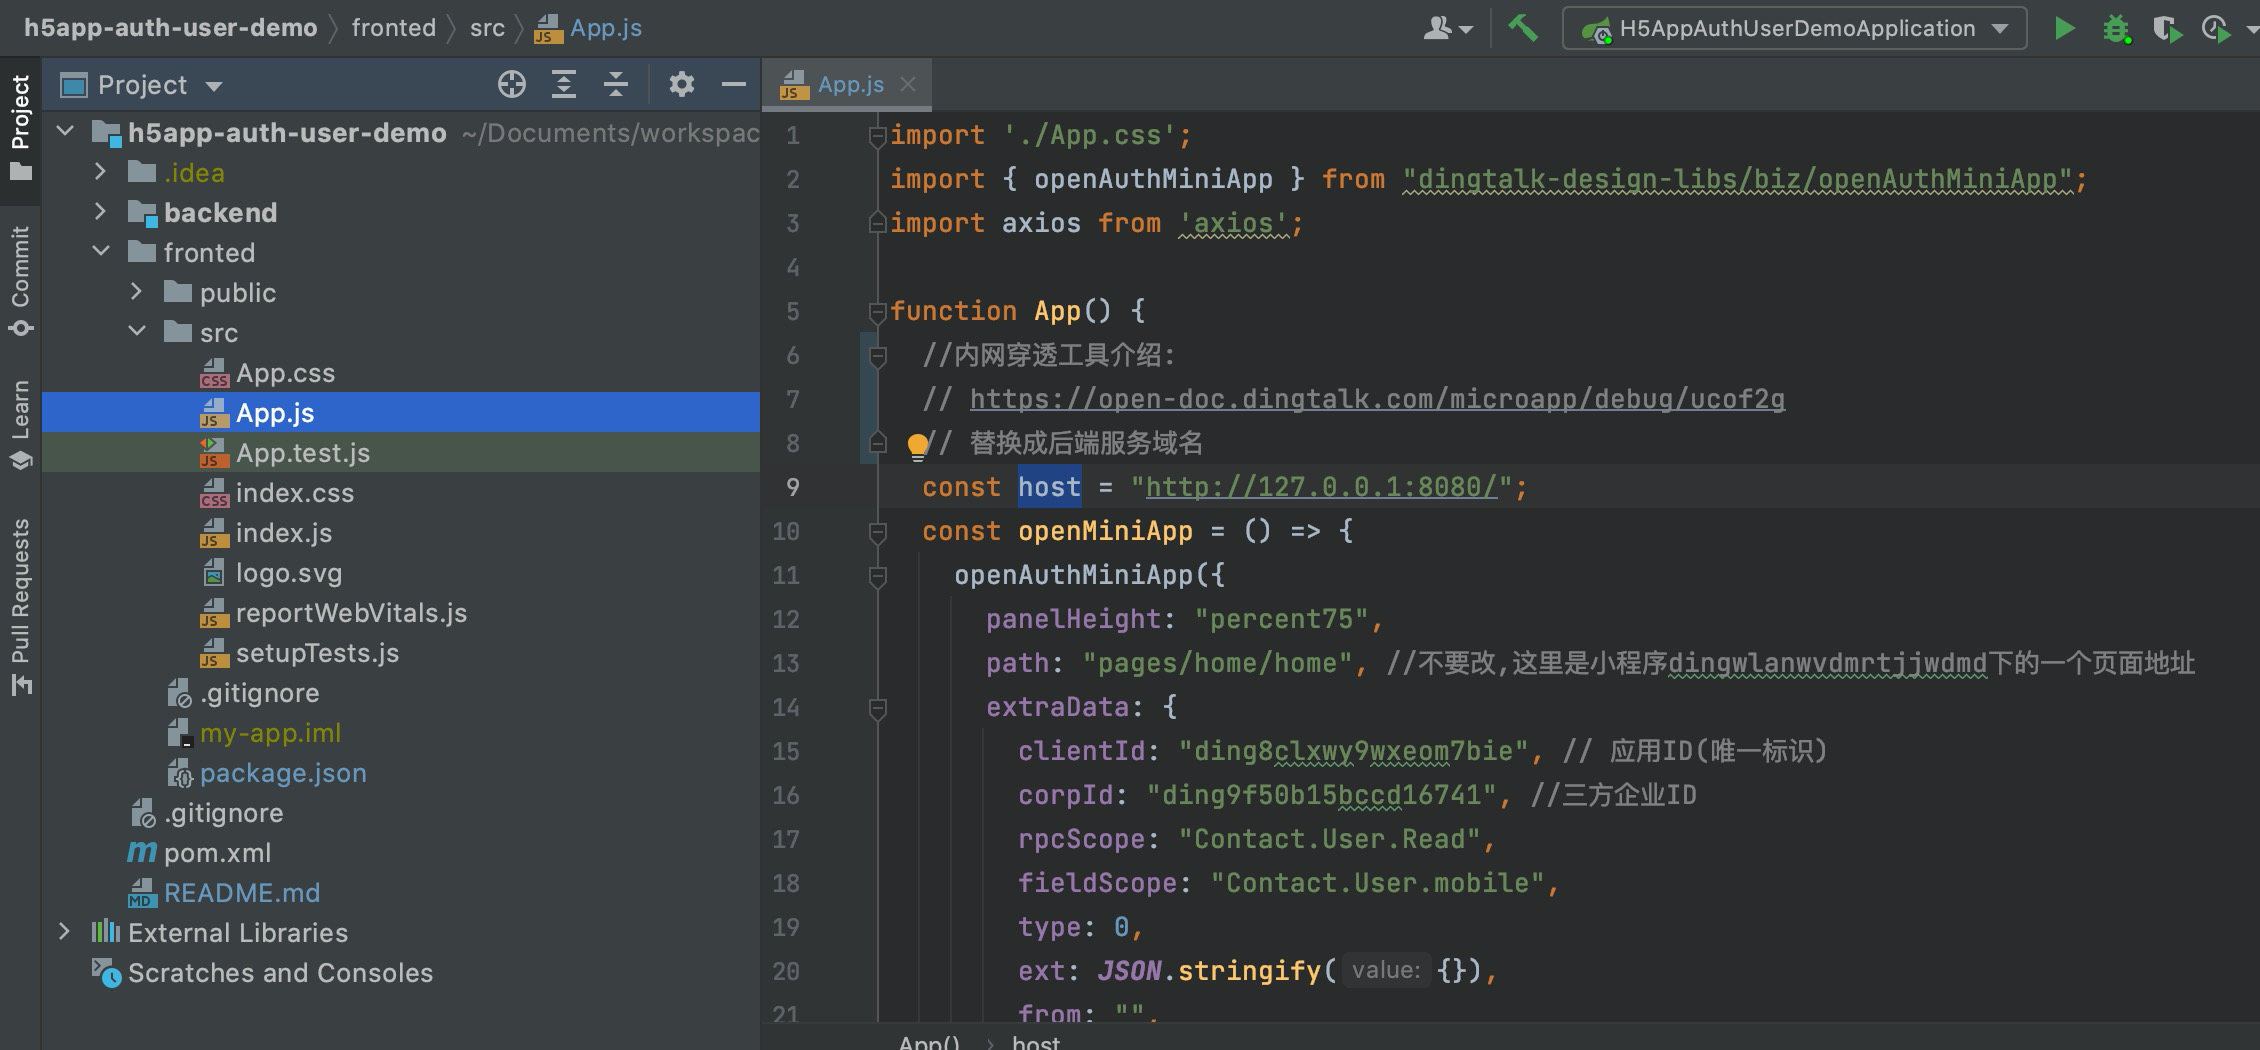 h5app-auth-user-demo fronted src App.js
H5AppAuthUserDemoApplication
Project
Commit
Learn
Pull Requests
Project
h5app-auth-user-demo ~/Documents/workspac
.idea
backend
fronted
public
src
App.css
App.js
App.test.js
index.css
index.js
logo.svg
reportWebVitals.js
setupTests.js
.gitignore
my-app.iml
package.json
.gitignore
pom.xml
README.md
External Libraries
Scratches and Consoles
App.js
1 import './App.css';
2 import { openAuthMiniApp } from "dingtalk-design-libs/biz/openAuthMiniApp";
3 import axios from 'axios';
4
5 function App() {
6 //内网穿透工具介绍:
7 // https://open-doc.dingtalk.com/microapp/debug/ucof2g
8 // 替换成后端服务域名
9 const host = "http://127.0.0.1:8080/";
10 const openMiniApp = () => {
11 openAuthMiniApp({
12 panelHeight: "percent75",
13 path: "pages/home/home", //不要改,这里是小程序dingwlanwvdmrtjjwdmd下的一个页面地址
14 extraData: {
15 clientId: "ding8clxwy9wxeom7bie", // 应用ID(唯一标识)
16 corpId: "ding9f50b15bccd16741", //三方企业ID
17 rpcScope: "Contact.User.Read",
18 fieldScope: "Contact.User.mobile",
19 type: 0,
20 ext: JSON.stringify( value: {}),
21 from: "",
App() › host